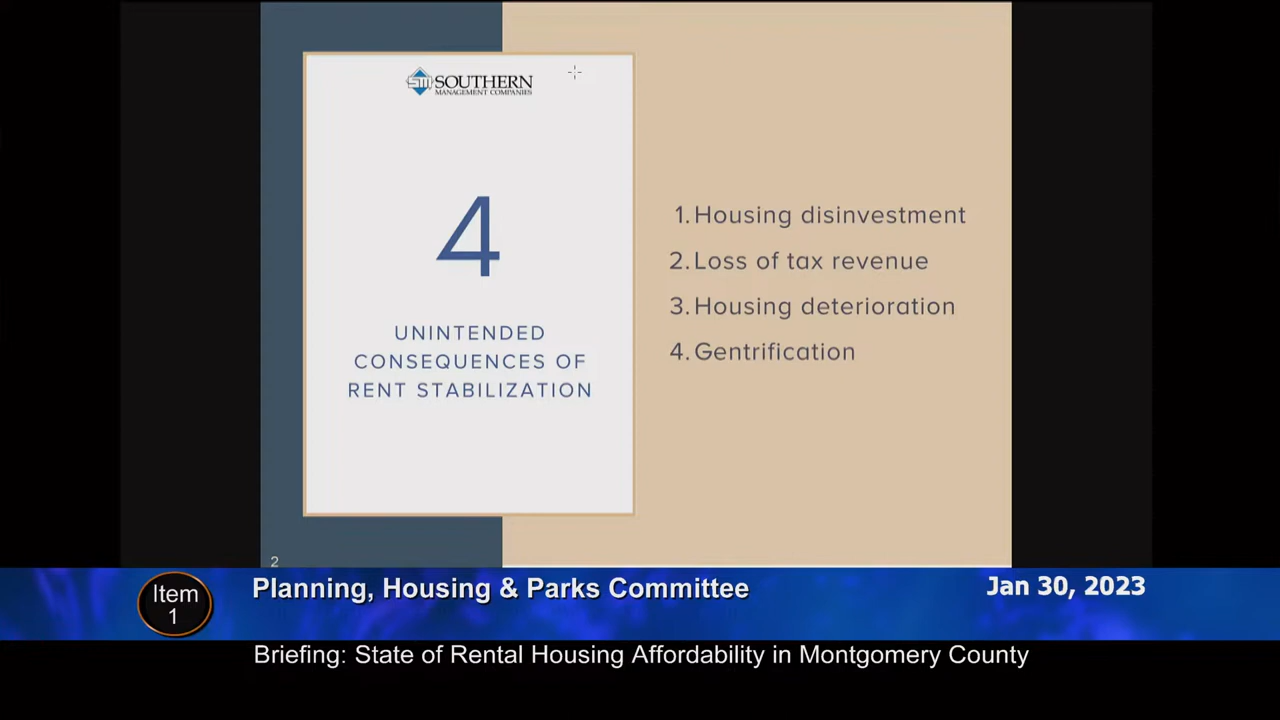 SM SOUTHERN
MANAGEMENT COMPANIES
4
UNINTENDED
CONSEQUENCES OF
RENT STABILIZATION
1. Housing disinvestment
2. Loss of tax revenue
3. Housing deterioration
4. Gentrification
2
Item
1
Planning, Housing & Parks Committee
Jan 30, 2023
Briefing: State of Rental Housing Affordability in Montgomery County